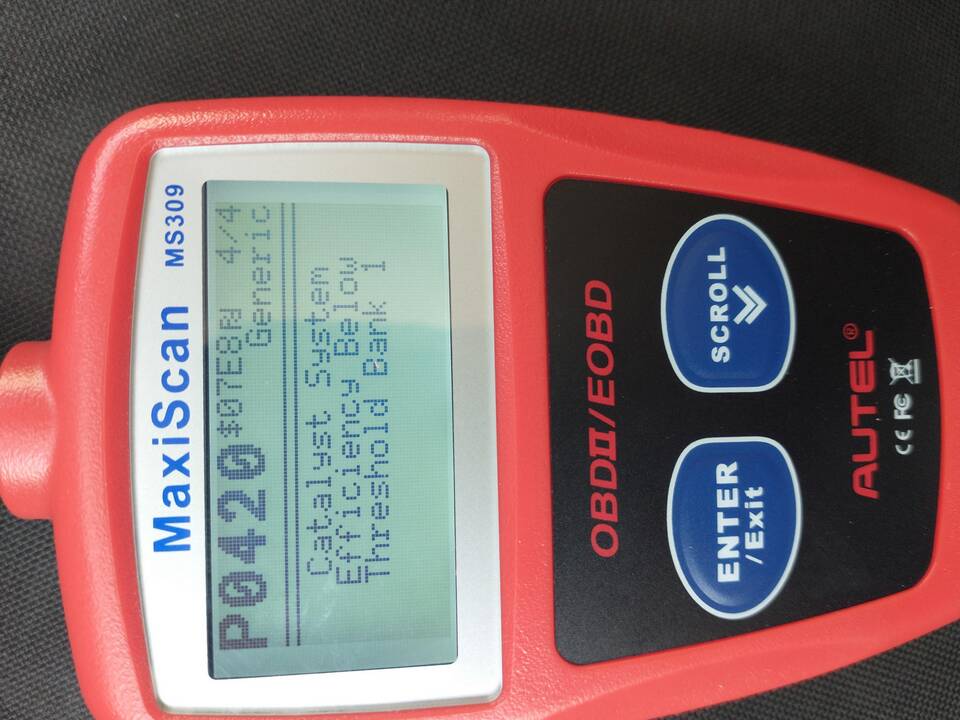 MaxiScan MS309
P0420 $07E8 4/4
Generic
Catalyst System
Efficiency Below
Threshold Bank 1
OBDII/EOBD
ENTER
/Exit
SCROLL
AUTEL®
CE FC